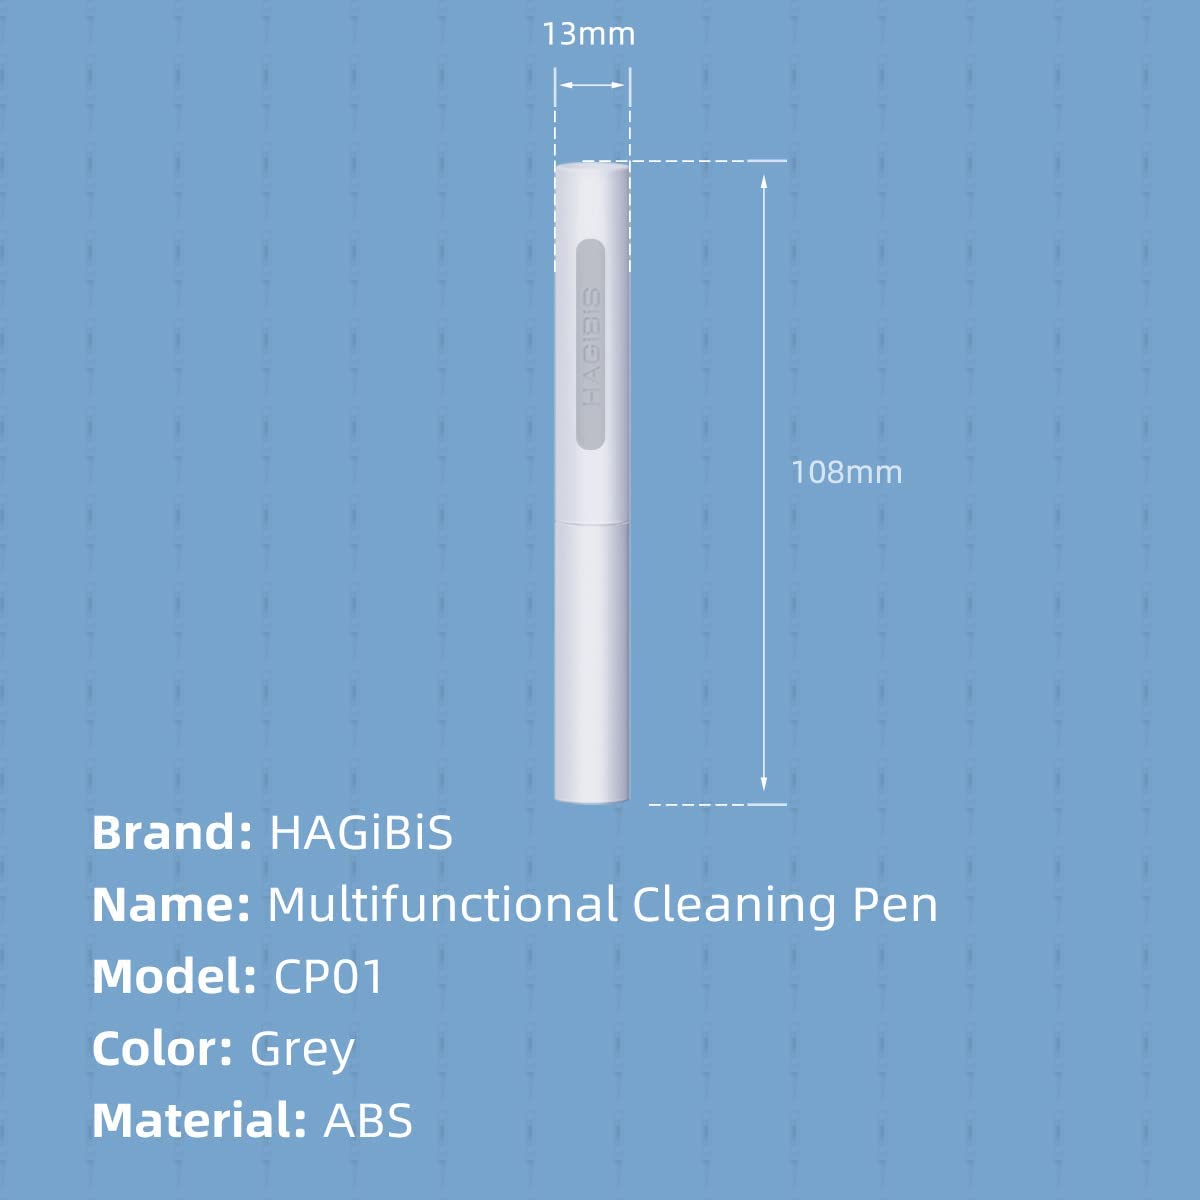 13mm
HAGiBiS
108mm
Brand: HAGiBiS
Name: Multifunctional Cleaning Pen
Model: CP01
Color: Grey
Material: ABS